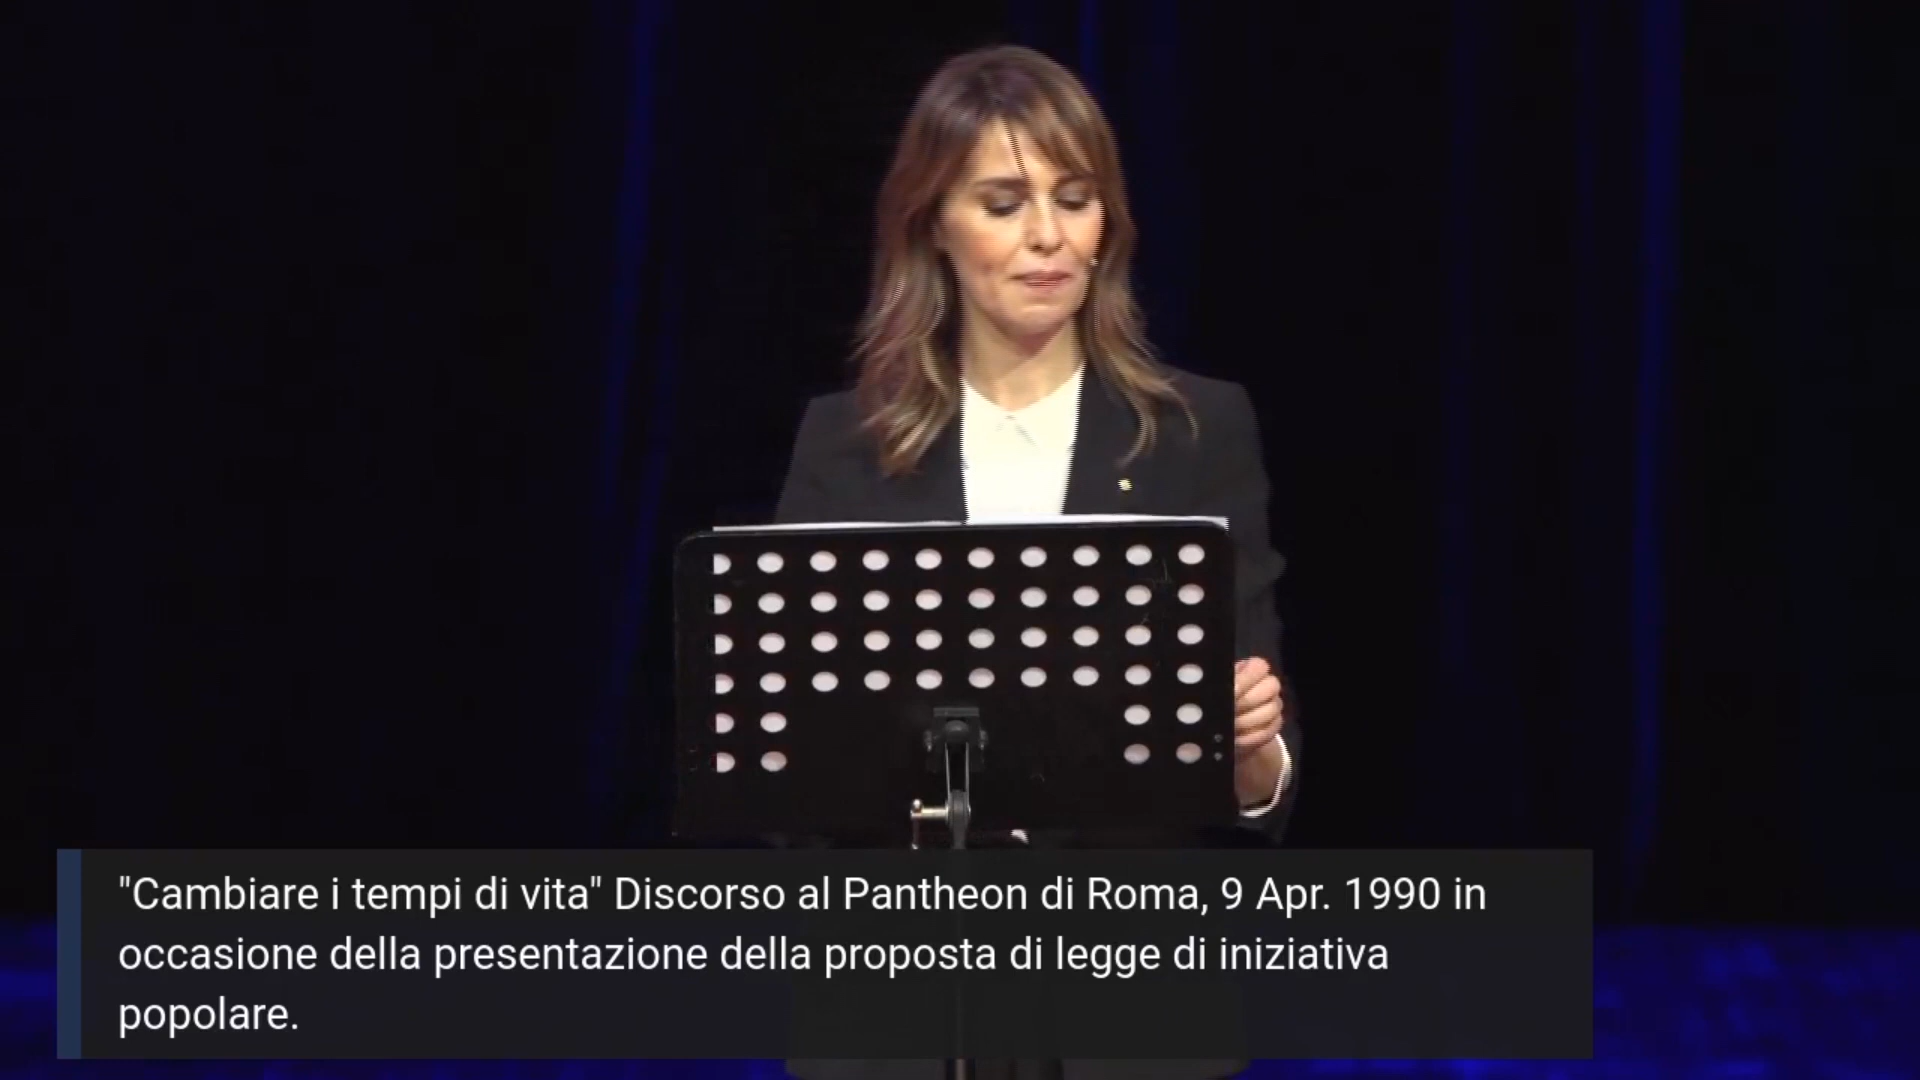 "Cambiare i tempi di vita" Discorso al Pantheon di Roma, 9 Apr. 1990 in
occasione della presentazione della proposta di legge di iniziativa
popolare.